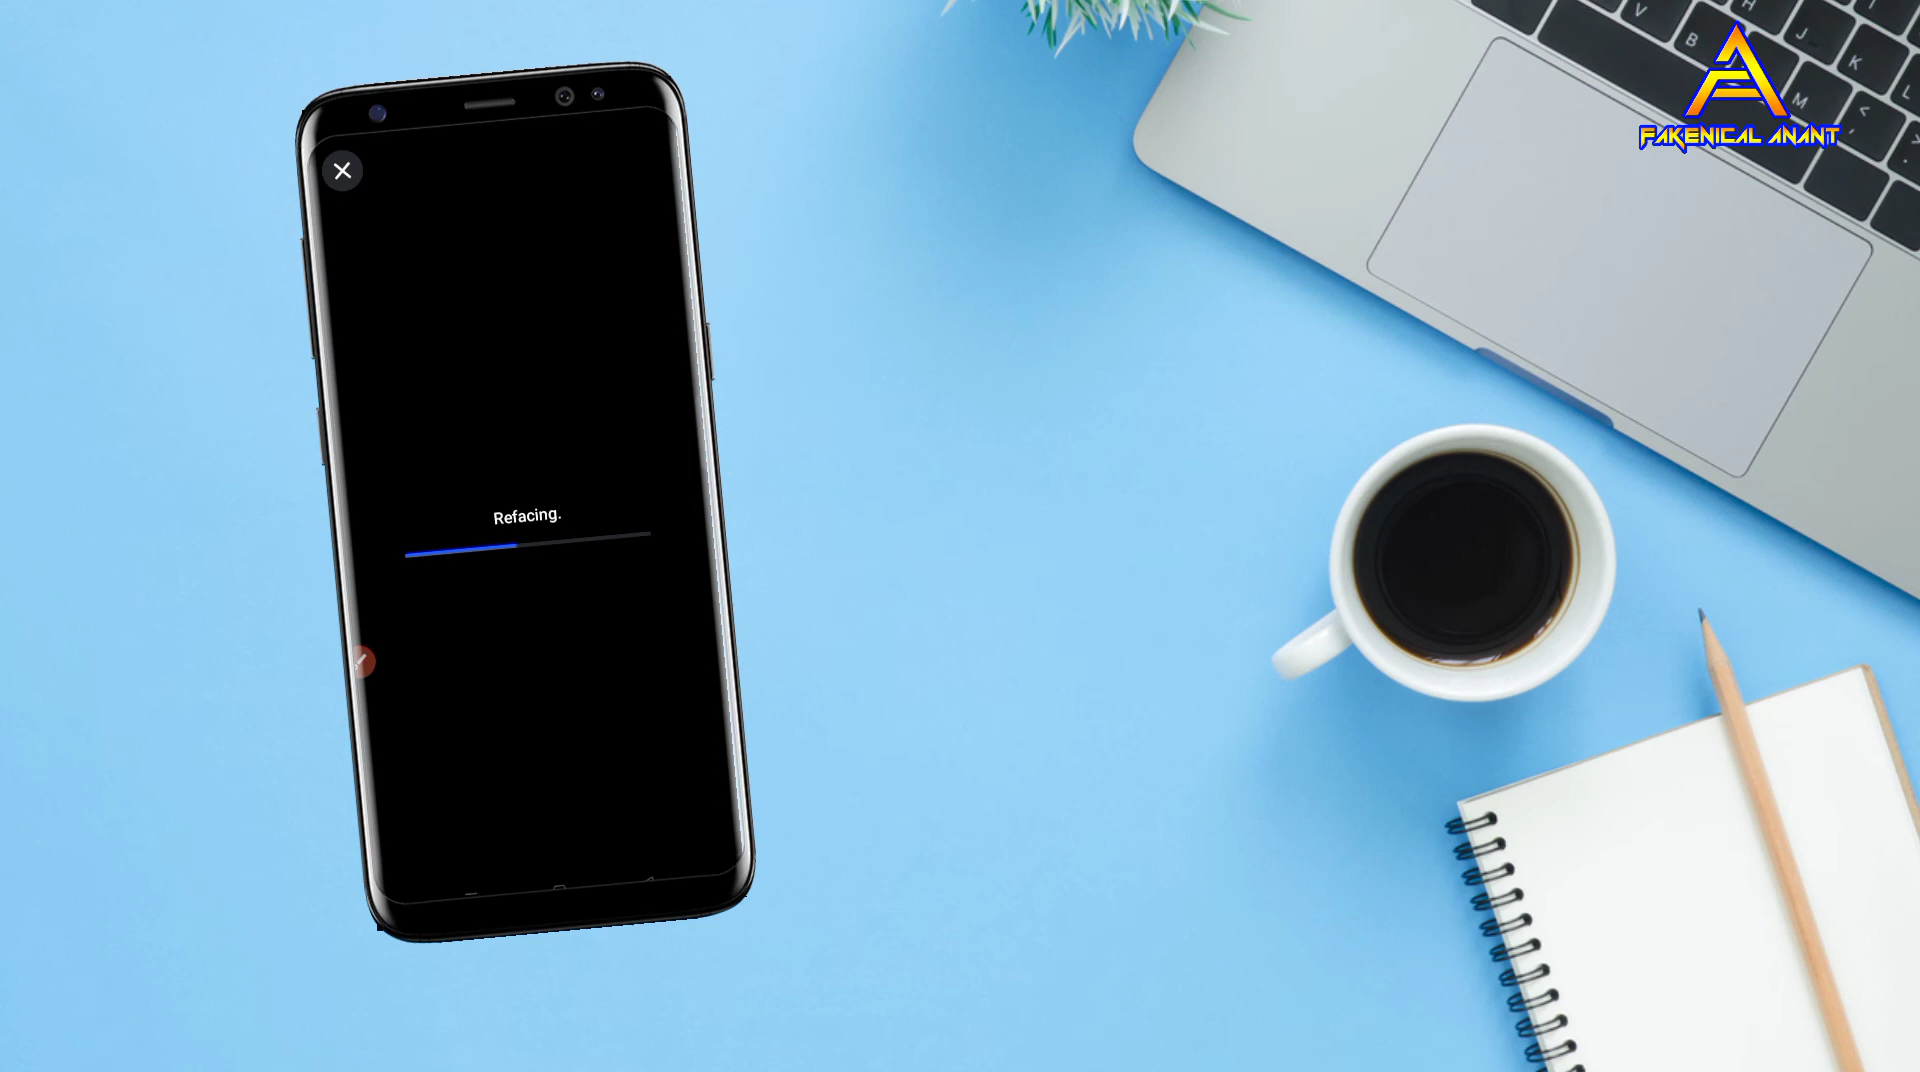 FAKENICAL ANANT
Refacing.
V
B
H
J
K
L
M
<
,
>
.